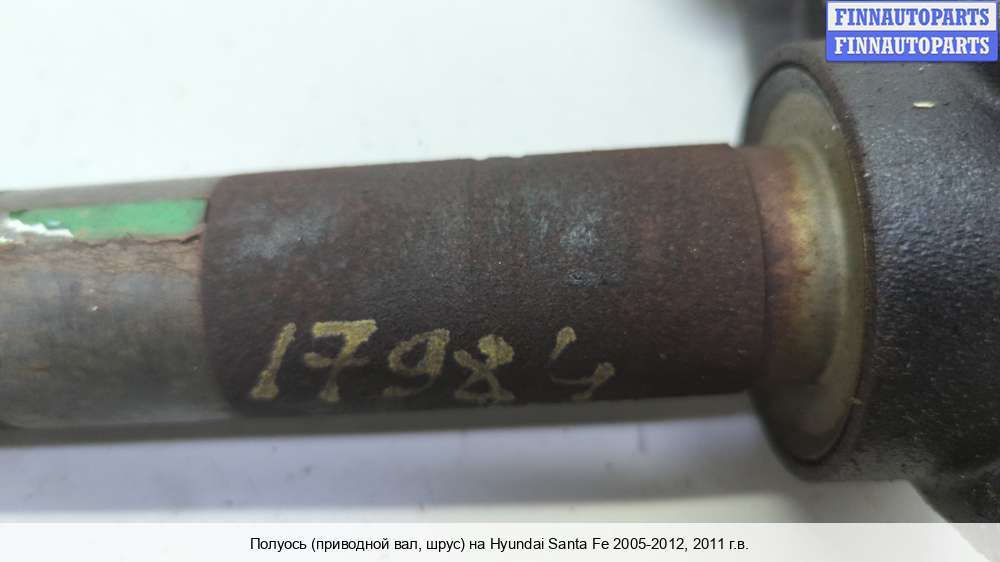 FINNAUTOPARTS
FINNAUTOPARTS
17984
Полуось (приводной вал, шрус) на Hyundai Santa Fe 2005-2012, 2011 г.в.